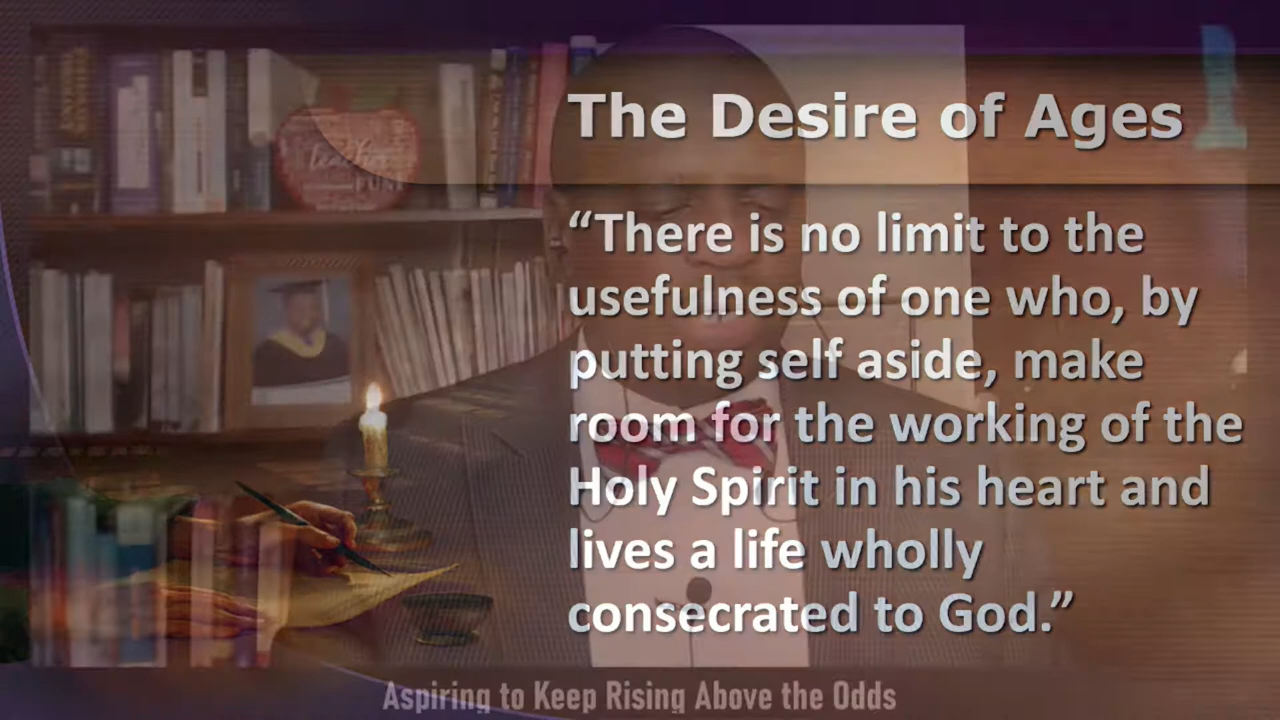 The Desire of Ages
“There is no limit to the
usefulness of one who, by
putting self aside, make
room for the working of the
Holy Spirit in his heart and
lives a life wholly
consecrated to God.”
Aspiring to Keep Rising Above the Odds